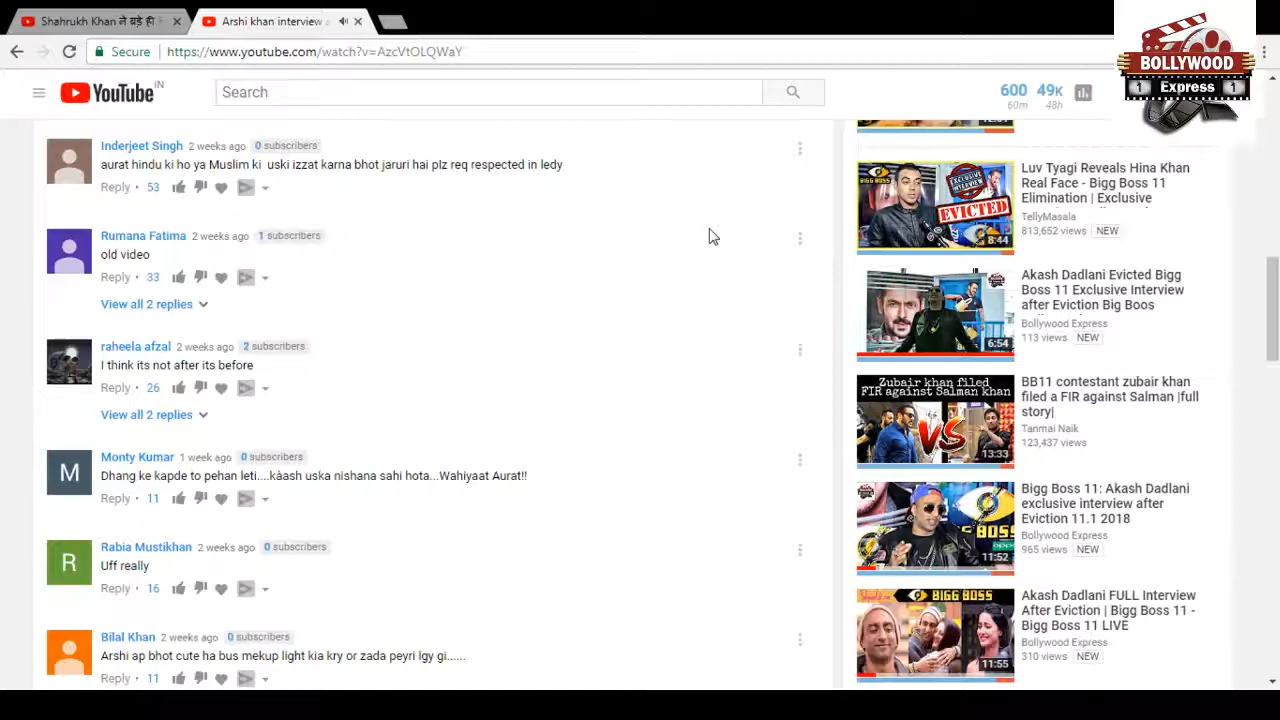 Shahrukh Khan ने बड़े ही
Arshi khan interview
Secure
https://www.youtube.com/watch?v=AzcVtOLQWaY
BOLLYWOOD
1 Express 1
YouTube IN
Search
600 60m
49K 48h
Inderjeet Singh 2 weeks ago 0 subscribers
aurat hindu ki ho ya Muslim ki uski izzat karna bhot jaruri hai plz req respected in ledy
Reply · 53
Rumana Fatima 2 weeks ago 1 subscribers
old video
Reply · 33
View all 2 replies
raheela afzal 2 weeks ago 2 subscribers
I think its not after its before
Reply · 26
View all 2 replies
M
Monty Kumar 1 week ago 0 subscribers
Dhang ke kapde to pehan leti....kàash uska nishana sahi hota...Wahiyaat Aurat!!
Reply · 11
R
Rabia Mustikhan 2 weeks ago 0 subscribers
Uff really
Reply · 16
Bilal Khan 2 weeks ago 0 subscribers
Arshi ap bhot cute ha bus mekup light kia kry or zada peyri lgy gi......
Reply · 11
BIGG BOSS
EXCLUSIVE INTERVIEW
EVICTED
8:44
Luv Tyagi Reveals Hina Khan
Real Face - Bigg Boss 11
Elimination | Exclusive
TellyMasala
813,652 views NEW
6:54
Akash Dadlani Evicted Bigg
Boss 11 Exclusive Interview
after Eviction Big Boos
Bollywood Express
113 views NEW
Zubair khan filed
FIR against Salman khan
VS
13:33
BB11 contestant zubair khan
filed a FIR against Salman |full
story|
Tanmai Naik
123,437 views
BOSS
11:52
Bigg Boss 11: Akash Dadlani
exclusive interview after
Eviction 11.1 2018
Bollywood Express
965 views NEW
BIGG BOSS
11:55
Akash Dadlani FULL Interview
After Eviction | Bigg Boss 11 -
Bigg Boss 11 LIVE
Bollywood Express
310 views NEW